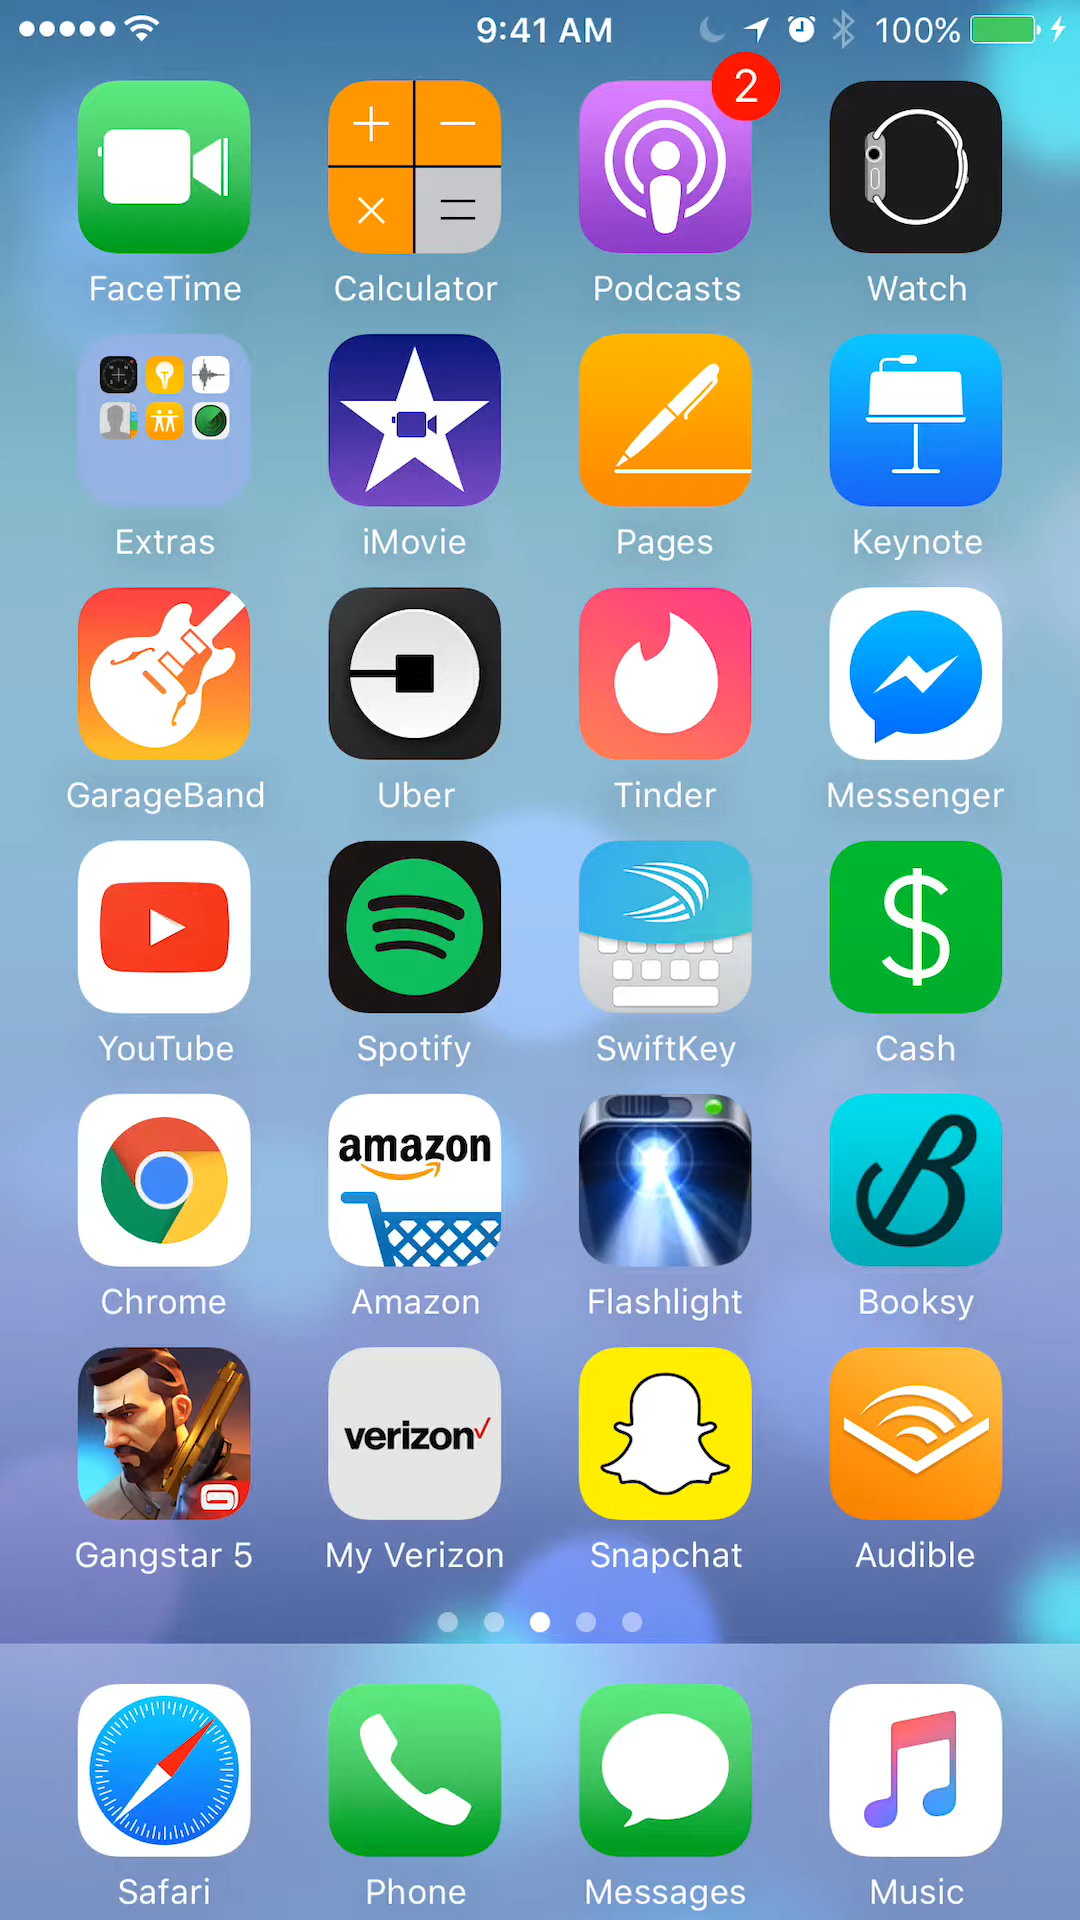 9:41 AM 100%
2
FaceTime Calculator Podcasts Watch
Extras iMovie Pages Keynote
GarageBand Uber Tinder Messenger
YouTube Spotify SwiftKey Cash
amazon
Chrome Amazon Flashlight Booksy
verizon
Gangstar 5 My Verizon Snapchat Audible
Safari Phone Messages Music